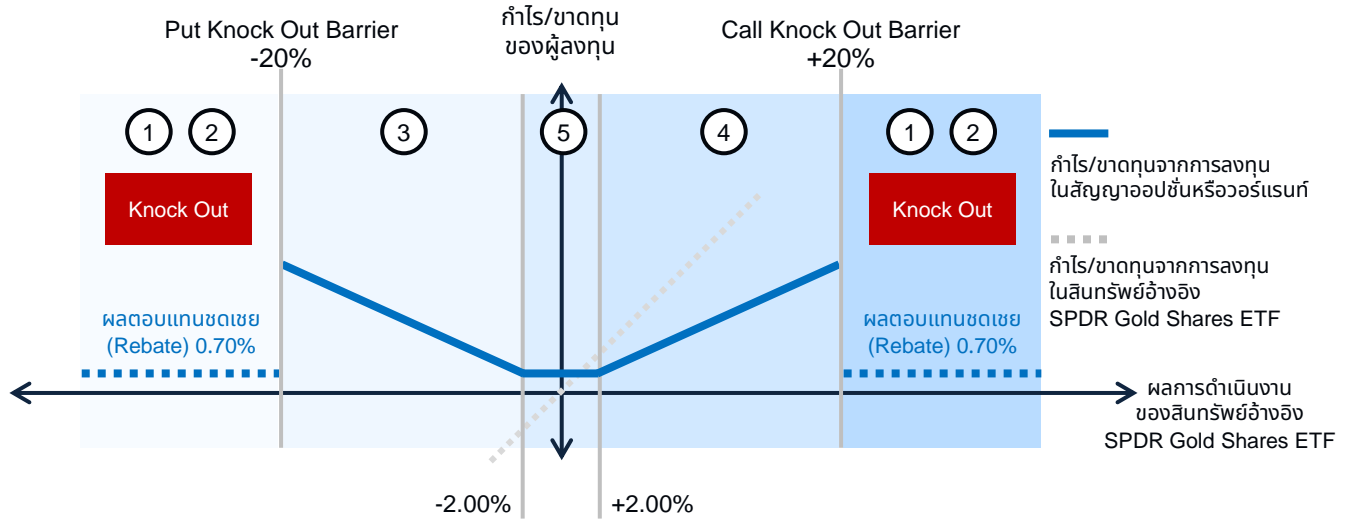 กำไร/ขาดทุน
ของผู้ลงทุน
Put Knock Out Barrier
-20%
Call Knock Out Barrier
+20%
1
2
3
5
4
1
2
Knock Out
Knock Out
กำไร/ขาดทุนจากการลงทุน
ในสัญญาออปชั่นหรือวอร์แรนท์
กำไร/ขาดทุนจากการลงทุน
ในสินทรัพย์อ้างอิง
SPDR Gold Shares ETF
ผลตอบแทนชดเชย
(Rebate) 0.70%
ผลตอบแทนชดเชย
(Rebate) 0.70%
ผลการดำเนินงาน
ของสินทรัพย์อ้างอิง
SPDR Gold Shares ETF
-2.00%
+2.00%